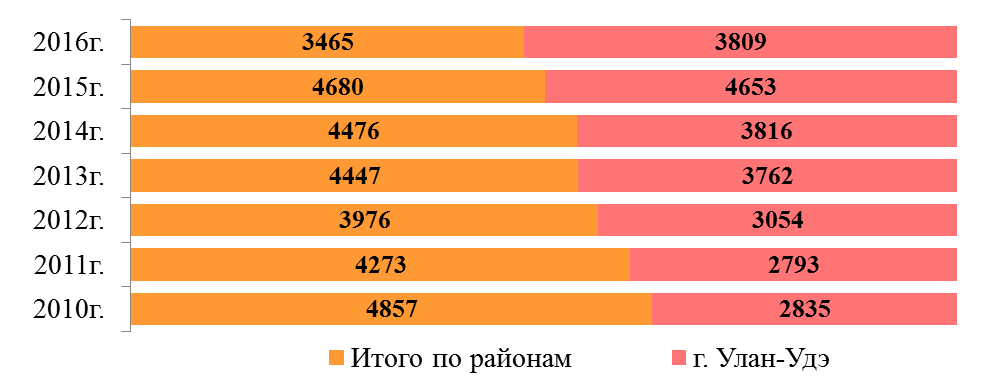 2016г. 3465 3809
2015г. 4680 4653
2014г. 4476 3816
2013г. 4447 3762
2012г. 3976 3054
2011г. 4273 2793
2010г. 4857 2835
Итого по районам г. Улан-Удэ